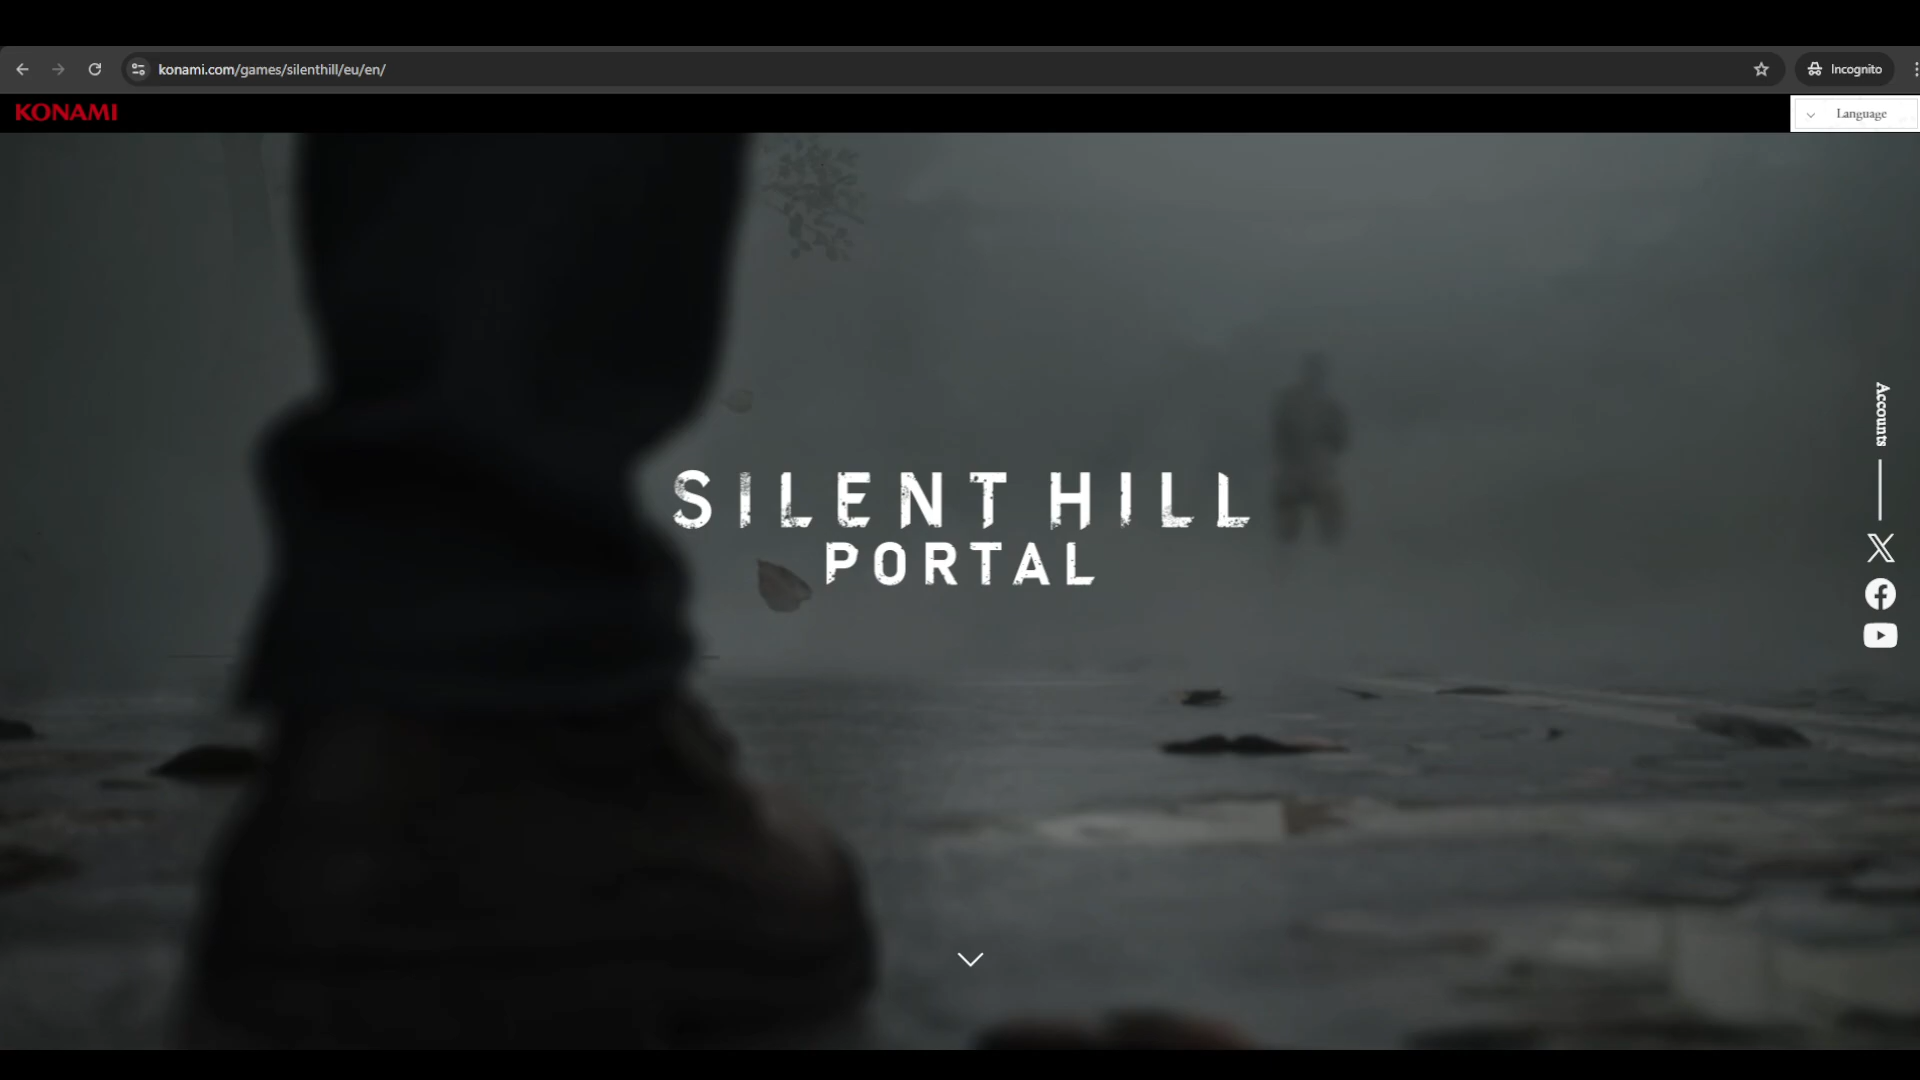 konami.com/games/silenthill/eu/en/
Incognito
KONAMI
Language
Accounts
SILENT HILL
PORTAL